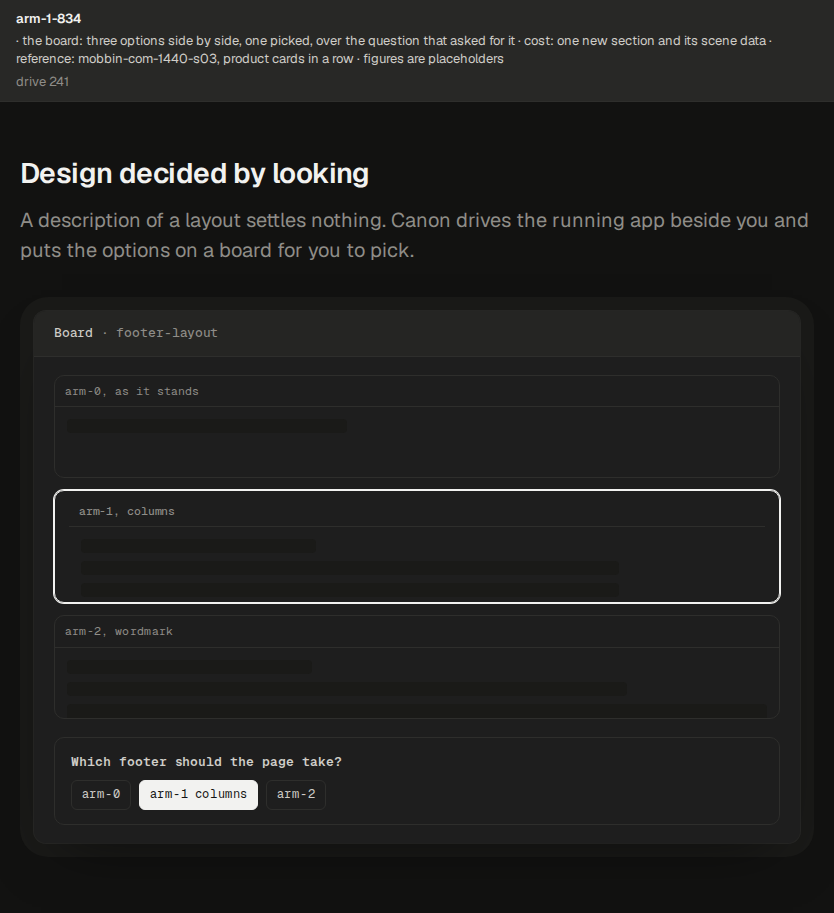 arm-1-834
· the board: three options side by side, one picked, over the question that asked for it · cost: one new section and its scene data ·
reference: mobbin-com-1440-s03, product cards in a row · figures are placeholders
drive 241
Design decided by looking
A description of a layout settles nothing. Canon drives the running app beside you and
puts the options on a board for you to pick.
Board · footer-layout
arm-0, as it stands
arm-1, columns
arm-2, wordmark
Which footer should the page take?
arm-0 arm-1 columns arm-2